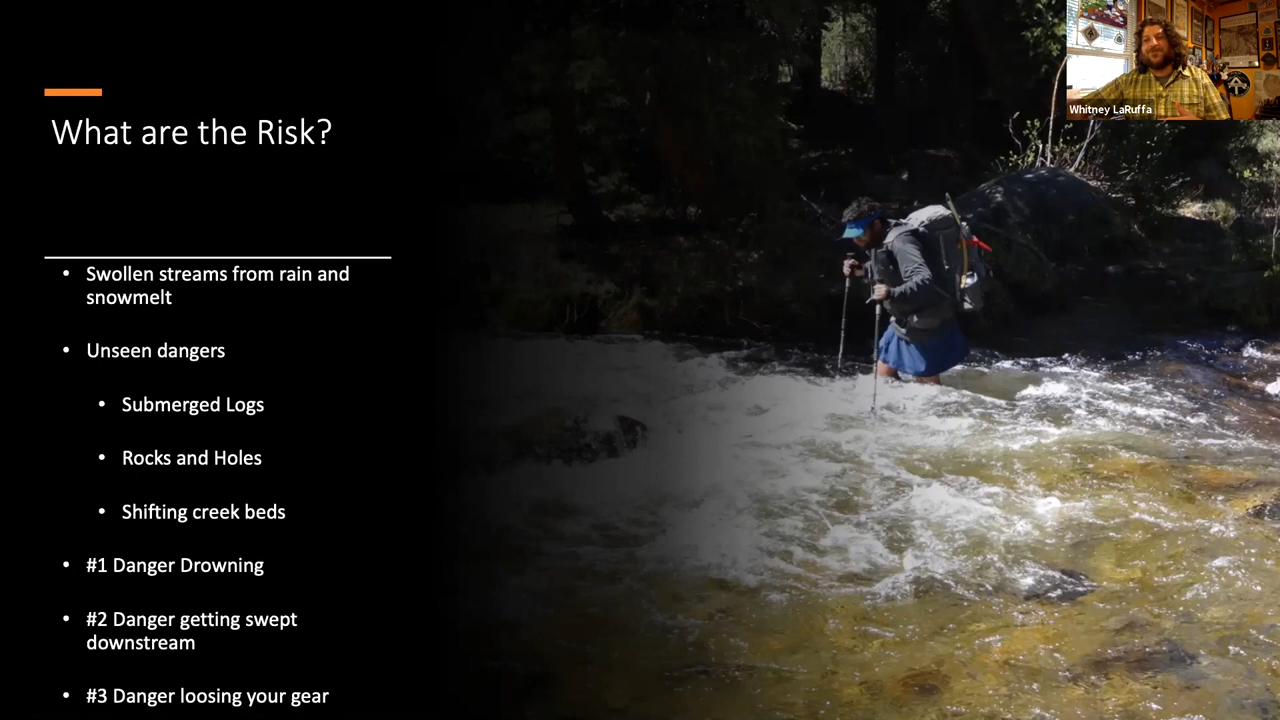 What are the Risk?
• Swollen streams from rain and
snowmelt
• Unseen dangers
• Submerged Logs
• Rocks and Holes
• Shifting creek beds
• #1 Danger Drowning
• #2 Danger getting swept
downstream
• #3 Danger loosing your gear
Whitney LaRuffa